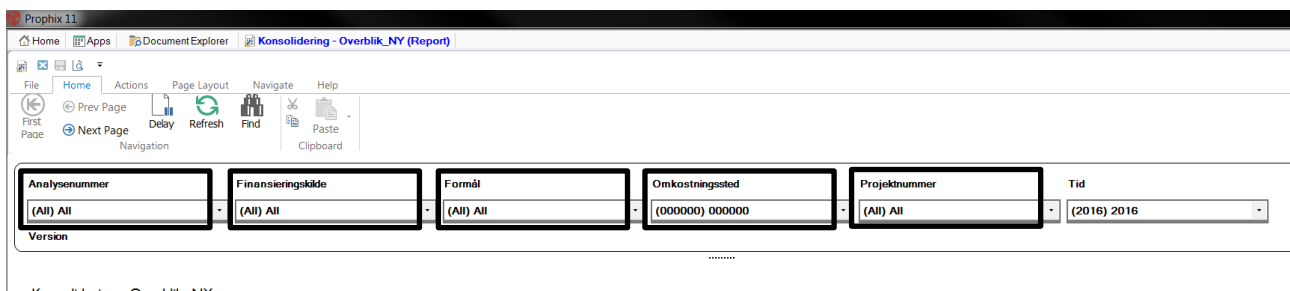 Prophix 11
Home Apps Document Explorer Konsolidering - Overblik_NY (Report)
File Home Actions Page Layout Navigate Help
First Page
Prev Page
Next Page
Delay Refresh Find
Paste
Navigation Clipboard
Analysenummer Finansieringskilde Formål Omkostningssted Projektnummer Tid
(All) All (All) All (All) All (000000) 000000 (All) All (2016) 2016
Version